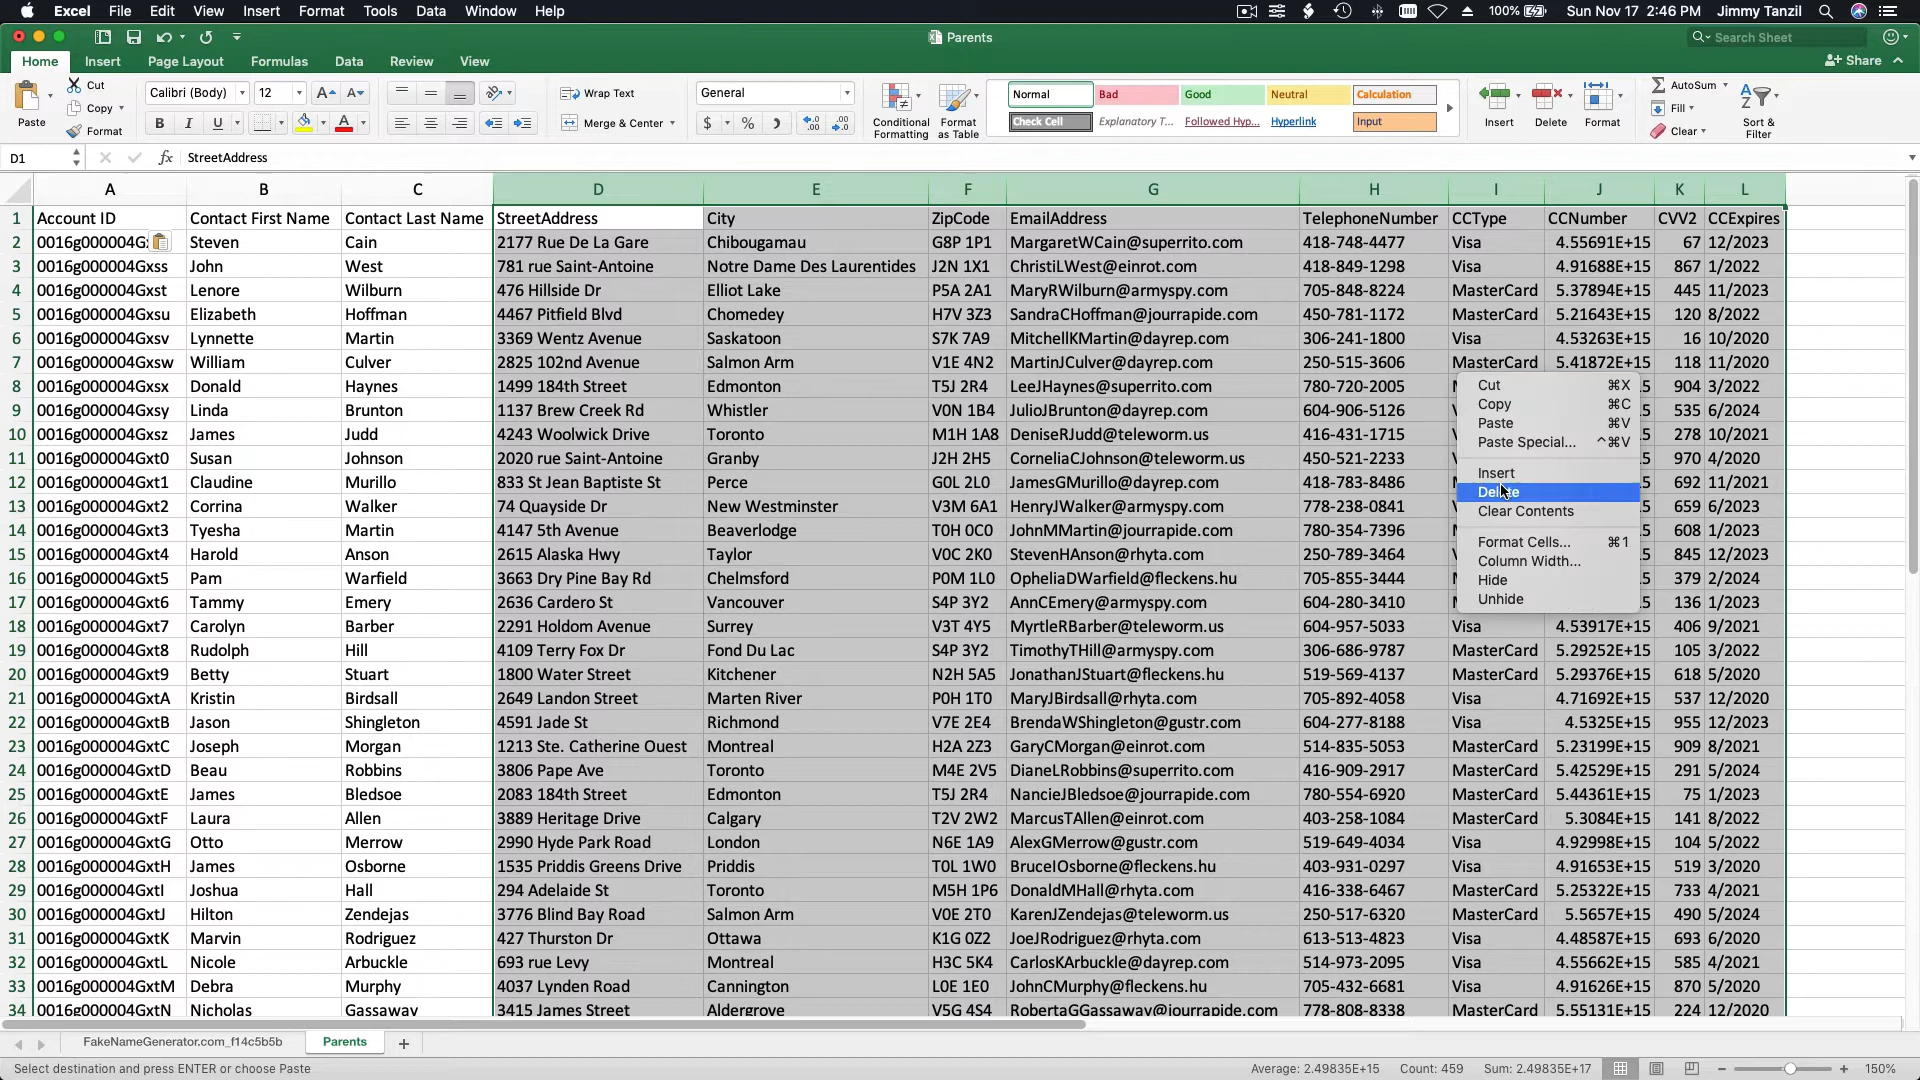 Excel File Edit View Insert Format Tools Data Window Help 100% Sun Nov 17 2:46 PM Jimmy Tanzil
Parents Search Sheet
Home Insert Page Layout Formulas Data Review View Share
Paste Cut Copy Format
Calibri (Body) 12 A A
B I U A
Wrap Text Merge & Center
General $ % )
Conditional Formatting Format as Table
Normal Bad Good Neutral Calculation
Check Cell Explanatory T... Followed Hyp... Hyperlink Input
Insert Delete Format
AutoSum Fill Clear Sort & Filter
D1 fx StreetAddress
A B C D E F G H I J K L
1 Account ID Contact First Name Contact Last Name StreetAddress City ZipCode EmailAddress TelephoneNumber CCType CCNumber CVV2 CCExpires
2 0016g000004Gx Steven Cain 2177 Rue De La Gare Chibougamau G8P 1P1 MargaretWCain@superrito.com 418-748-4477 Visa 4.55691E+15 67 12/2023
3 0016g000004Gxss John West 781 rue Saint-Antoine Notre Dame Des Laurentides J2N 1X1 ChristiLWest@einrot.com 418-849-1298 Visa 4.91688E+15 867 1/2022
4 0016g000004Gxst Lenore Wilburn 476 Hillside Dr Elliot Lake P5A 2A1 MaryRWilburn@armyspy.com 705-848-8224 MasterCard 5.37894E+15 445 11/2023
5 0016g000004Gxsu Elizabeth Hoffman 4467 Pitfield Blvd Chomedey H7V 3Z3 SandraCHoffman@jourrapide.com 450-781-1172 MasterCard 5.21643E+15 120 8/2022
6 0016g000004Gxsv Lynnette Martin 3369 Wentz Avenue Saskatoon S7K 7A9 MitchellKMartin@dayrep.com 306-241-1800 Visa 4.53263E+15 16 10/2020
7 0016g000004Gxsw William Culver 2825 102nd Avenue Salmon Arm V1E 4N2 MartinJCulver@dayrep.com 250-515-3606 MasterCard 5.41872E+15 118 11/2020
8 0016g000004Gxsx Donald Haynes 1499 184th Street Edmonton T5J 2R4 LeeJHaynes@superrito.com 780-720-2005 904 3/2022
9 0016g000004Gxsy Linda Brunton 1137 Brew Creek Rd Whistler V0N 1B4 JulioJBrunton@dayrep.com 604-906-5126 535 6/2024
10 0016g000004Gxsz James Judd 4243 Woolwick Drive Toronto M1H 1A8 DeniseRJudd@teleworm.us 416-431-1715 278 10/2021
11 0016g000004Gxt0 Susan Johnson 2020 rue Saint-Antoine Granby J2H 2H5 CorneliaCJohnson@teleworm.us 450-521-2233 970 4/2020
12 0016g000004Gxt1 Claudine Murillo 833 St Jean Baptiste St Perce G0L 2L0 JamesGMurillo@dayrep.com 418-783-8486 692 11/2021
13 0016g000004Gxt2 Corrina Walker 74 Quayside Dr New Westminster V3M 6A1 HenryJWalker@armyspy.com 778-238-0841 659 6/2023
14 0016g000004Gxt3 Tyesha Martin 4147 5th Avenue Beaverlodge T0H 0C0 JohnMMartin@jourrapide.com 780-354-7396 608 1/2023
15 0016g000004Gxt4 Harold Anson 2615 Alaska Hwy Taylor V0C 2K0 StevenHAnson@rhyta.com 250-789-3464 845 12/2023
16 0016g000004Gxt5 Pam Warfield 3663 Dry Pine Bay Rd Chelmsford P0M 1L0 OpheliaDWarfield@fleckens.hu 705-855-3444 379 2/2024
17 0016g000004Gxt6 Tammy Emery 2636 Cardero St Vancouver S4P 3Y2 AnnCEmery@armyspy.com 604-280-3410 136 1/2023
18 0016g000004Gxt7 Carolyn Barber 2291 Holdom Avenue Surrey V3T 4Y5 MyrtleRBarber@teleworm.us 604-957-5033 Visa 4.53917E+15 406 9/2021
19 0016g000004Gxt8 Rudolph Hill 4109 Terry Fox Dr Fond Du Lac S4P 3Y2 TimothyTHill@armyspy.com 306-686-9787 MasterCard 5.29252E+15 105 3/2022
20 0016g000004Gxt9 Betty Stuart 1800 Water Street Kitchener N2H 5A5 JonathanJStuart@fleckens.hu 519-569-4137 MasterCard 5.29376E+15 618 5/2020
21 0016g000004GxtA Kristin Birdsall 2649 Landon Street Marten River P0H 1T0 MaryJBirdsall@rhyta.com 705-892-4058 Visa 4.71692E+15 537 12/2020
22 0016g000004GxtB Jason Shingleton 4591 Jade St Richmond V7E 2E4 BrendaWShingleton@gustr.com 604-277-8188 Visa 4.5325E+15 955 12/2023
23 0016g000004GxtC Joseph Morgan 1213 Ste. Catherine Ouest Montreal H2A 2Z3 GaryCMorgan@einrot.com 514-835-5053 MasterCard 5.23199E+15 909 8/2021
24 0016g000004GxtD Beau Robbins 3806 Pape Ave Toronto M4E 2V5 DianeLRobbins@superrito.com 416-909-2917 MasterCard 5.42529E+15 291 5/2024
25 0016g000004GxtE James Bledsoe 2083 184th Street Edmonton T5J 2R4 NancieJBledsoe@jourrapide.com 780-554-6920 MasterCard 5.44361E+15 75 1/2023
26 0016g000004GxtF Laura Allen 3889 Heritage Drive Calgary T2V 2W2 MarcusTAllen@einrot.com 403-258-1084 MasterCard 5.3084E+15 141 8/2022
27 0016g000004GxtG Otto Merrow 2990 Hyde Park Road London N6E 1A9 AlexGMerrow@gustr.com 519-649-4034 Visa 4.92998E+15 104 5/2022
28 0016g000004GxtH James Osborne 1535 Priddis Greens Drive Priddis T0L 1W0 BruceIOsborne@fleckens.hu 403-931-0297 Visa 4.91653E+15 519 3/2020
29 0016g000004GxtI Joshua Hall 294 Adelaide St Toronto M5H 1P6 DonaldMHall@rhyta.com 416-338-6467 MasterCard 5.25322E+15 733 4/2021
30 0016g000004GxtJ Hilton Zendejas 3776 Blind Bay Road Salmon Arm V0E 2T0 KarenJZendejas@teleworm.us 250-517-6320 MasterCard 5.5657E+15 490 5/2024
31 0016g000004GxtK Marvin Rodriguez 427 Thurston Dr Ottawa K1G 0Z2 JoeJRodriguez@rhyta.com 613-513-4823 Visa 4.48587E+15 693 6/2020
32 0016g000004GxtL Nicole Arbuckle 693 rue Levy Montreal H3C 5K4 CarlosKArbuckle@dayrep.com 514-973-2095 Visa 4.55662E+15 585 4/2021
33 0016g000004GxtM Debra Murphy 4037 Lynden Road Cannington L0E 1E0 JohnCMurphy@fleckens.hu 705-432-6681 Visa 4.91626E+15 870 5/2020
34 0016g000004GxtN Nicholas Gassaway 3415 James Street Aldergrove V5G 4S4 RobertaGGassaway@jourrapide.com 778-808-8338 MasterCard 5.55131E+15 224 12/2020
Cut ⌘X
Copy ⌘C
Paste ⌘V
Paste Special... ^⌘V
Insert
Delete
Clear Contents
Format Cells... ⌘1
Column Width...
Hide
Unhide
FakeNameGenerator.com_f14c5b5b Parents +
Select destination and press ENTER or choose Paste Average: 2.49835E+15 Count: 459 Sum: 2.49835E+17 150%